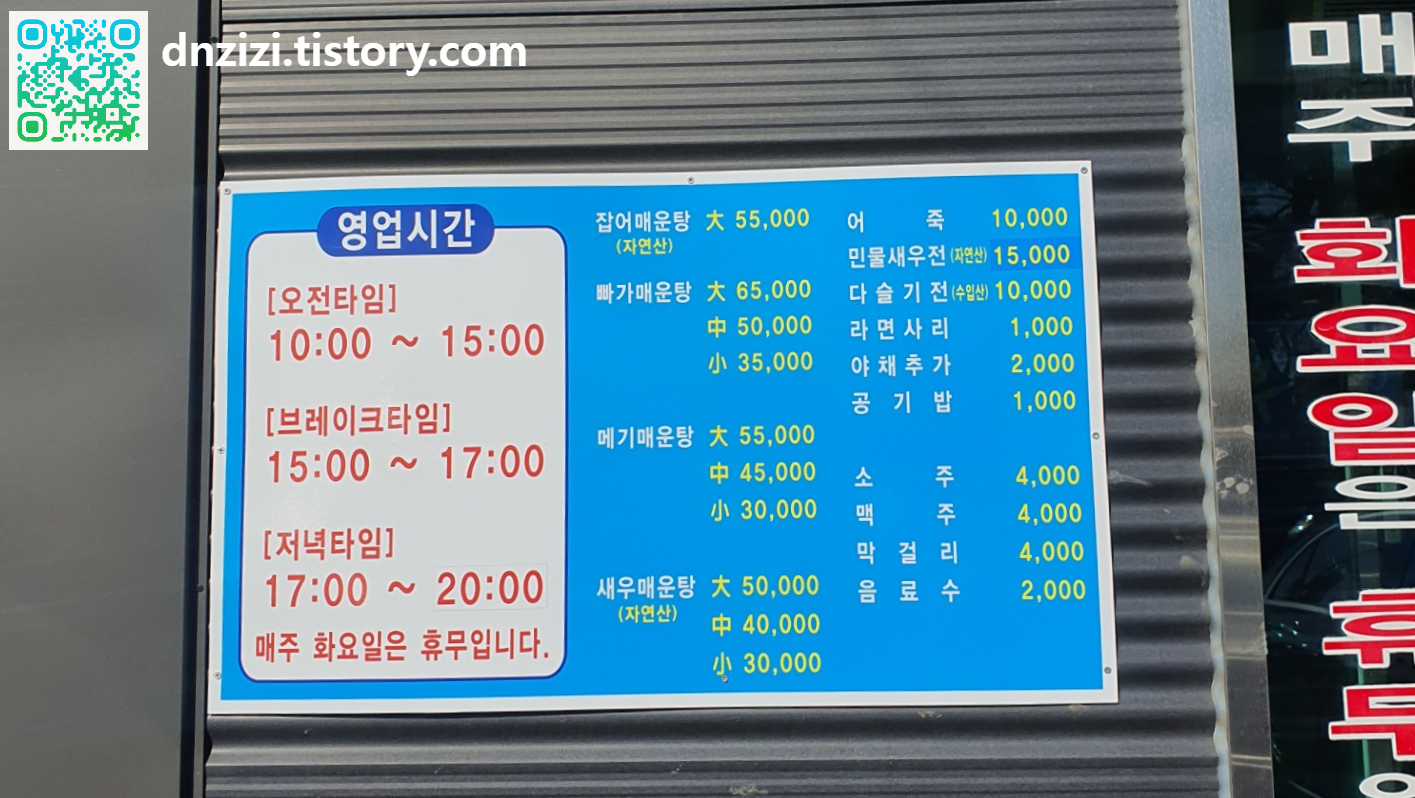 dnzizi.tistory.com
영업시간
[오전타임]
10:00 ~ 15:00
[브레이크타임]
15:00 ~ 17:00
[저녁타임]
17:00 ~ 20:00
매주 화요일은 휴무입니다.
잡어매운탕 大 55,000
(자연산)
빠가매운탕 大 65,000
中 50,000
小 35,000
메기매운탕 大 55,000
中 45,000
小 30,000
새우매운탕 大 50,000
(자연산)
中 40,000
小 30,000
어죽 10,000
민물새우전(자연산) 15,000
다슬기전(수입산) 10,000
라면사리 1,000
야채추가 2,000
공기밥 1,000
소주 4,000
맥주 4,000
막걸리 4,000
음료수 2,000
매
주
화
요
일
은
휴
무